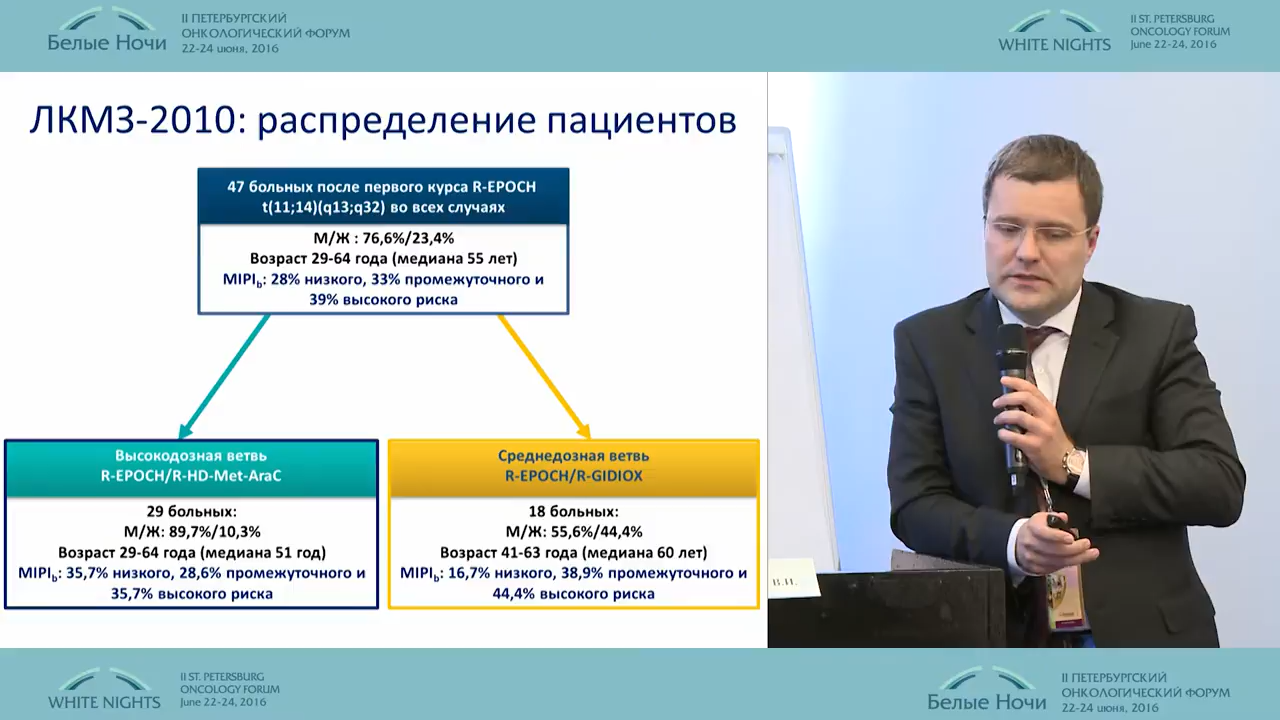 Белые Ночи
II ПЕТЕРБУРГСКИЙ
ОНКОЛОГИЧЕСКИЙ ФОРУМ
22-24 июня, 2016
WHITE NIGHTS
II ST. PETERSBURG
ONCOLOGY FORUM
June 22-24, 2016
ЛКМЗ-2010: распределение пациентов
47 больных после первого курса R-EPOCH
t(11;14)(q13;q32) во всех случаях
М/Ж : 76,6%/23,4%
Возраст 29-64 года (медиана 55 лет)
MIPIb: 28% низкого, 33% промежуточного и
39% высокого риска
Высокодозная ветвь
R-EPOCH/R-HD-Met-AraC
29 больных:
М/Ж: 89,7%/10,3%
Возраст 29-64 года (медиана 51 год)
MIPIb: 35,7% низкого, 28,6% промежуточного и
35,7% высокого риска
Среднедозная ветвь
R-EPOCH/R-GIDIOX
18 больных:
М/Ж: 55,6%/44,4%
Возраст 41-63 года (медиана 60 лет)
MIPIb: 16,7% низкого, 38,9% промежуточного и
44,4% высокого риска
В.И.
WHITE NIGHTS
II ST. PETERSBURG
ONCOLOGY FORUM
June 22-24, 2016
Белые Ночи
II ПЕТЕРБУРГСКИЙ
ОНКОЛОГИЧЕСКИЙ ФОРУМ
22-24 июня, 2016